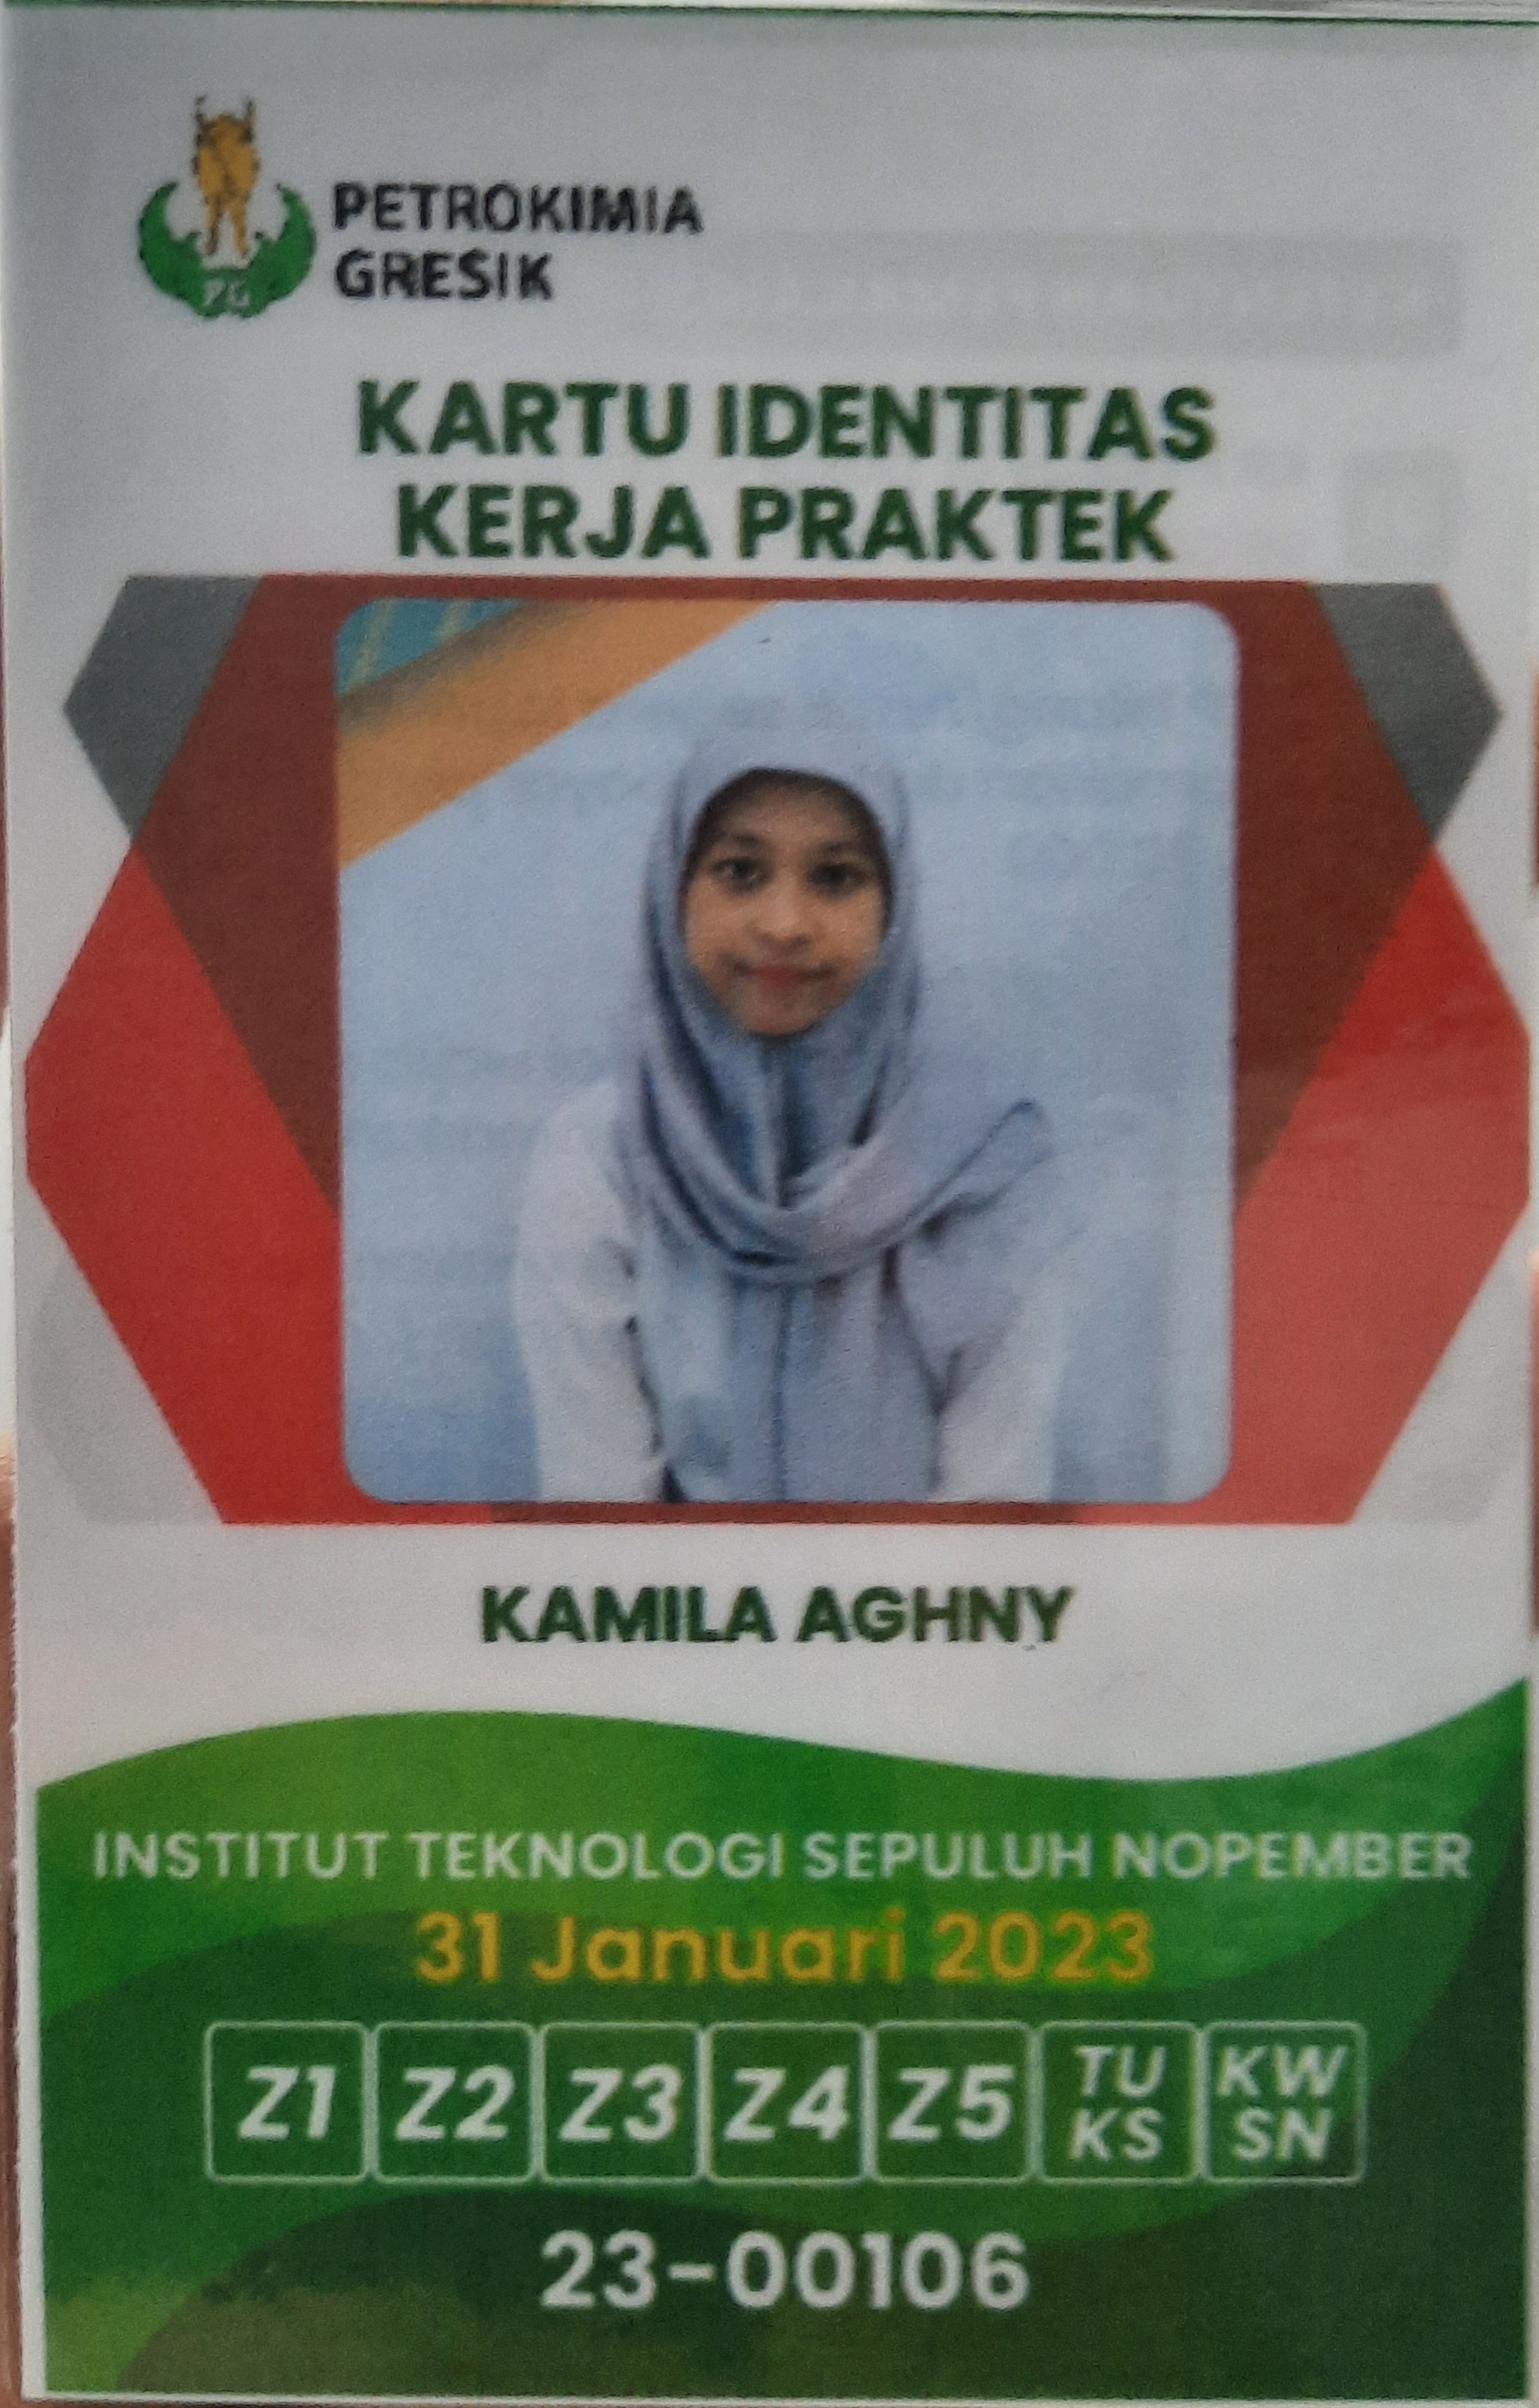 PG
PETROKIMIA
GRESIK
KARTU IDENTITAS
KERJA PRAKTEK
KAMILA AGHNY
INSTITUT TEKNOLOGI SEPULUH NOPEMBER
31 Januari 2023
Z1 Z2 Z3 Z4 Z5 TU KS KW SN
23-00106